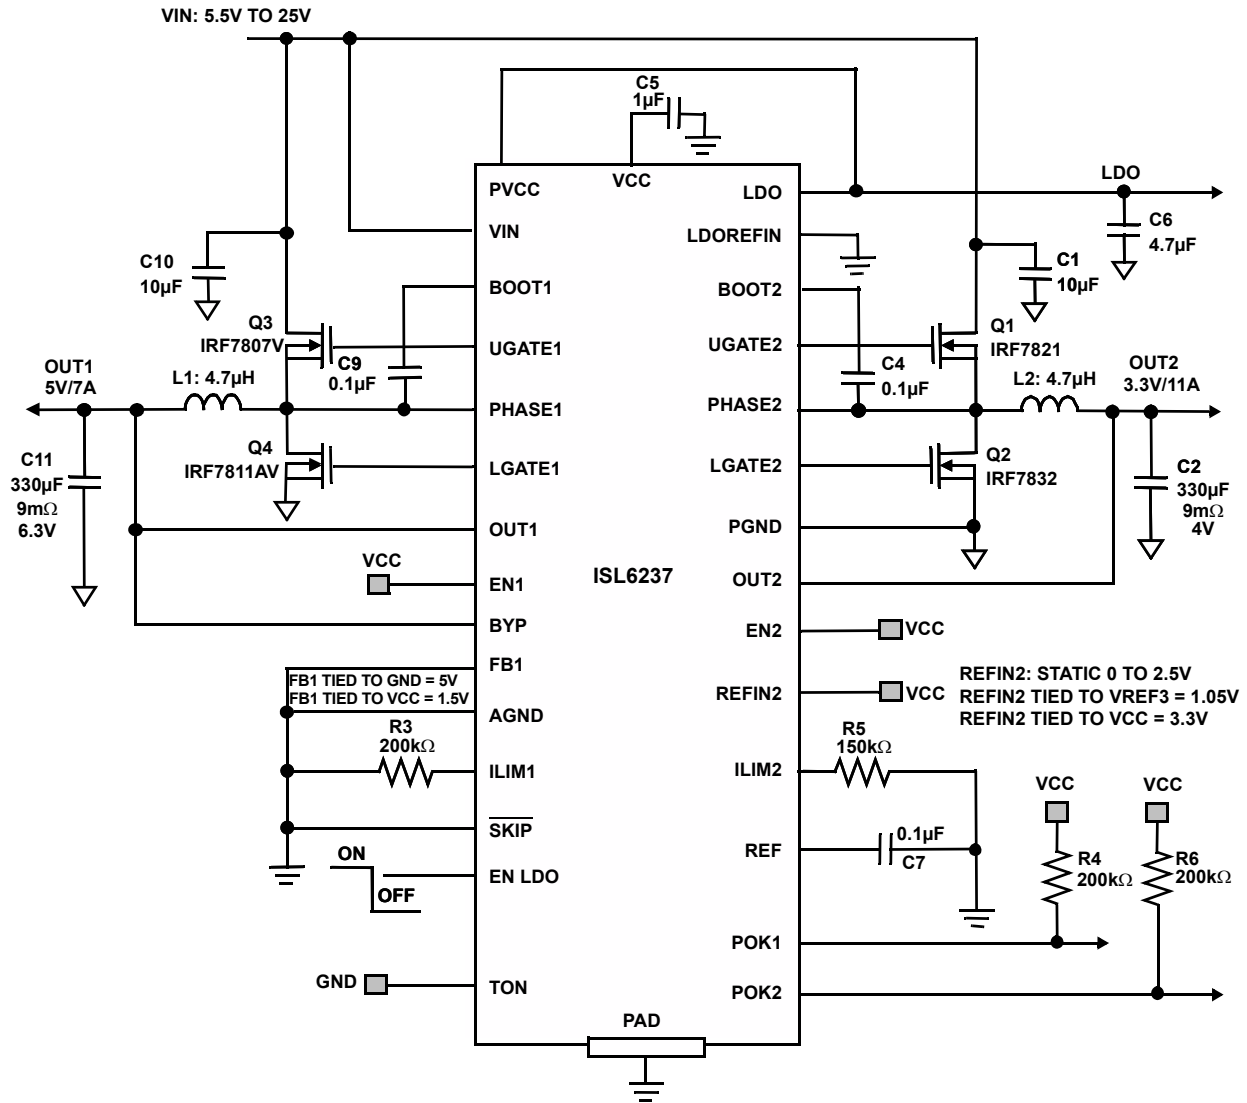 VIN: 5.5V TO 25V
C5
1µF
VCC
PVCC
VIN
BOOT1
UGATE1
PHASE1
LGATE1
OUT1
EN1
BYP
FB1
AGND
ILIM1
SKIP
EN LDO
TON
LDO
LDOREFIN
BOOT2
UGATE2
PHASE2
LGATE2
PGND
OUT2
EN2
REFIN2
ILIM2
REF
POK1
POK2
ISL6237
PAD
C10
10µF
Q3
IRF7807V
C9
0.1µF
OUT1
5V/7A
L1: 4.7µH
Q4
IRF7811AV
C11
330µF
9mΩ
6.3V
VCC
FB1 TIED TO GND = 5V
FB1 TIED TO VCC = 1.5V
R3
200kΩ
ON
OFF
GND
LDO
C6
4.7µF
C1
10µF
Q1
IRF7821
C4
0.1µF
OUT2
3.3V/11A
L2: 4.7µH
Q2
IRF7832
C2
330µF
9mΩ
4V
VCC
VCC
REFIN2: STATIC 0 TO 2.5V
REFIN2 TIED TO VREF3 = 1.05V
REFIN2 TIED TO VCC = 3.3V
R5
150kΩ
0.1µF
C7
VCC
VCC
R4
200kΩ
R6
200kΩ